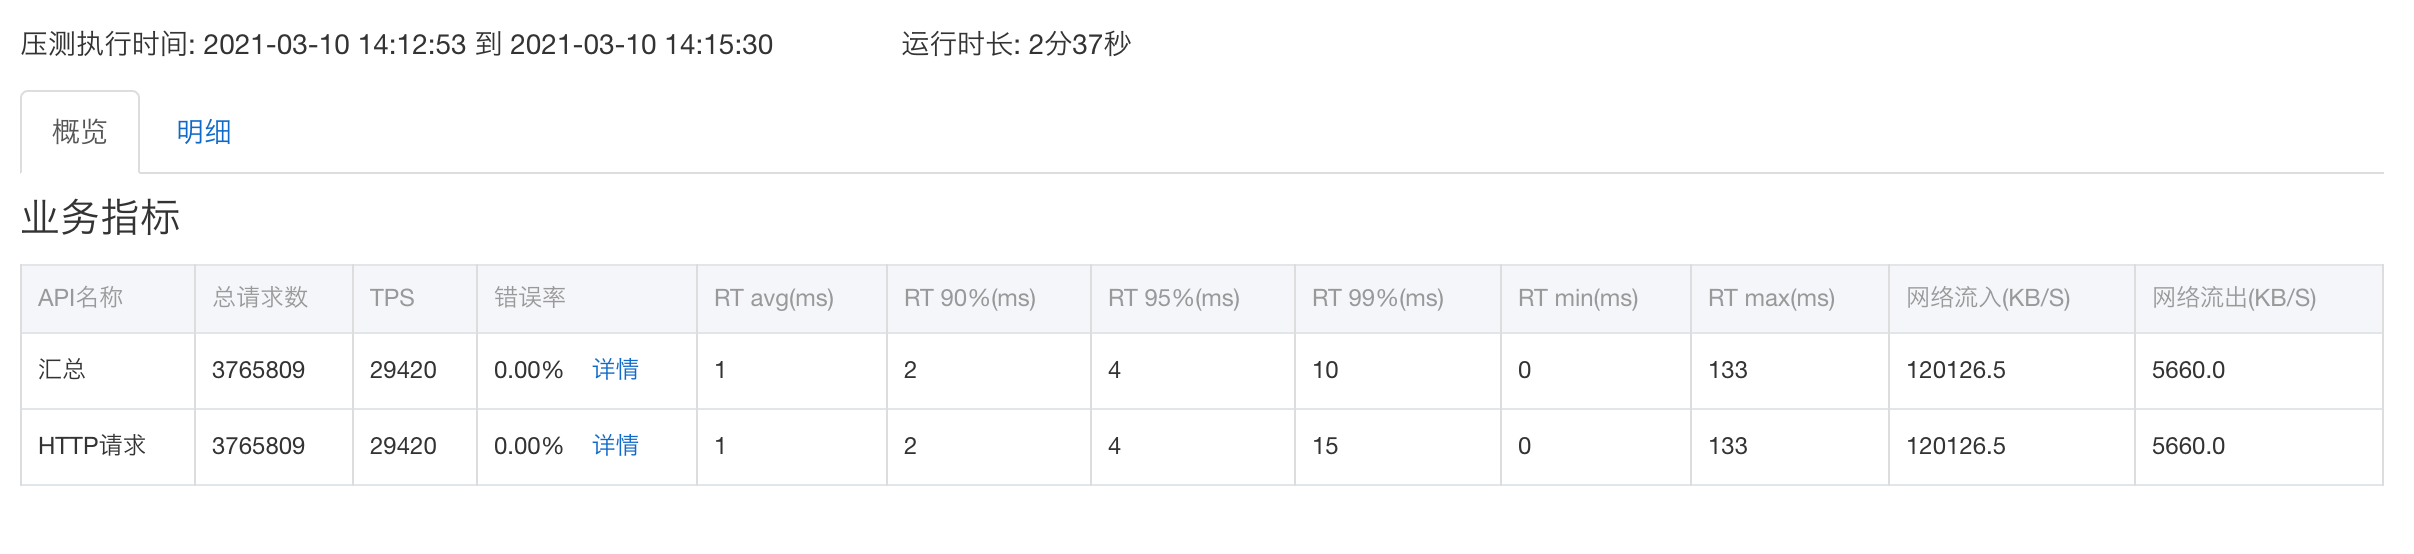 压测执行时间: 2021-03-10 14:12:53 到 2021-03-10 14:15:30 运行时长: 2分37秒
概览 明细
业务指标
API名称 总请求数 TPS 错误率 RT avg(ms) RT 90%(ms) RT 95%(ms) RT 99%(ms) RT min(ms) RT max(ms) 网络流入(KB/S) 网络流出(KB/S)
汇总 3765809 29420 0.00% 详情 1 2 4 10 0 133 120126.5 5660.0
HTTP请求 3765809 29420 0.00% 详情 1 2 4 15 0 133 120126.5 5660.0